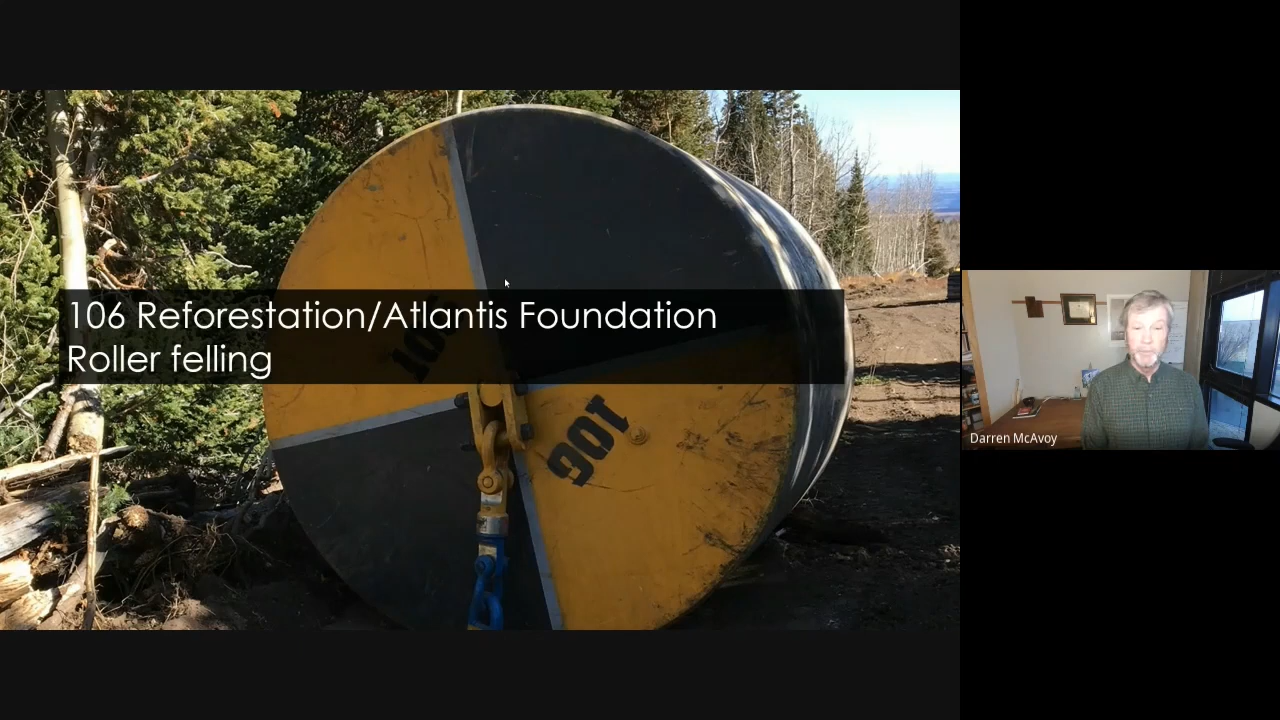 106 Reforestation/Atlantis Foundation
Roller felling
106
106
Darren McAvoy